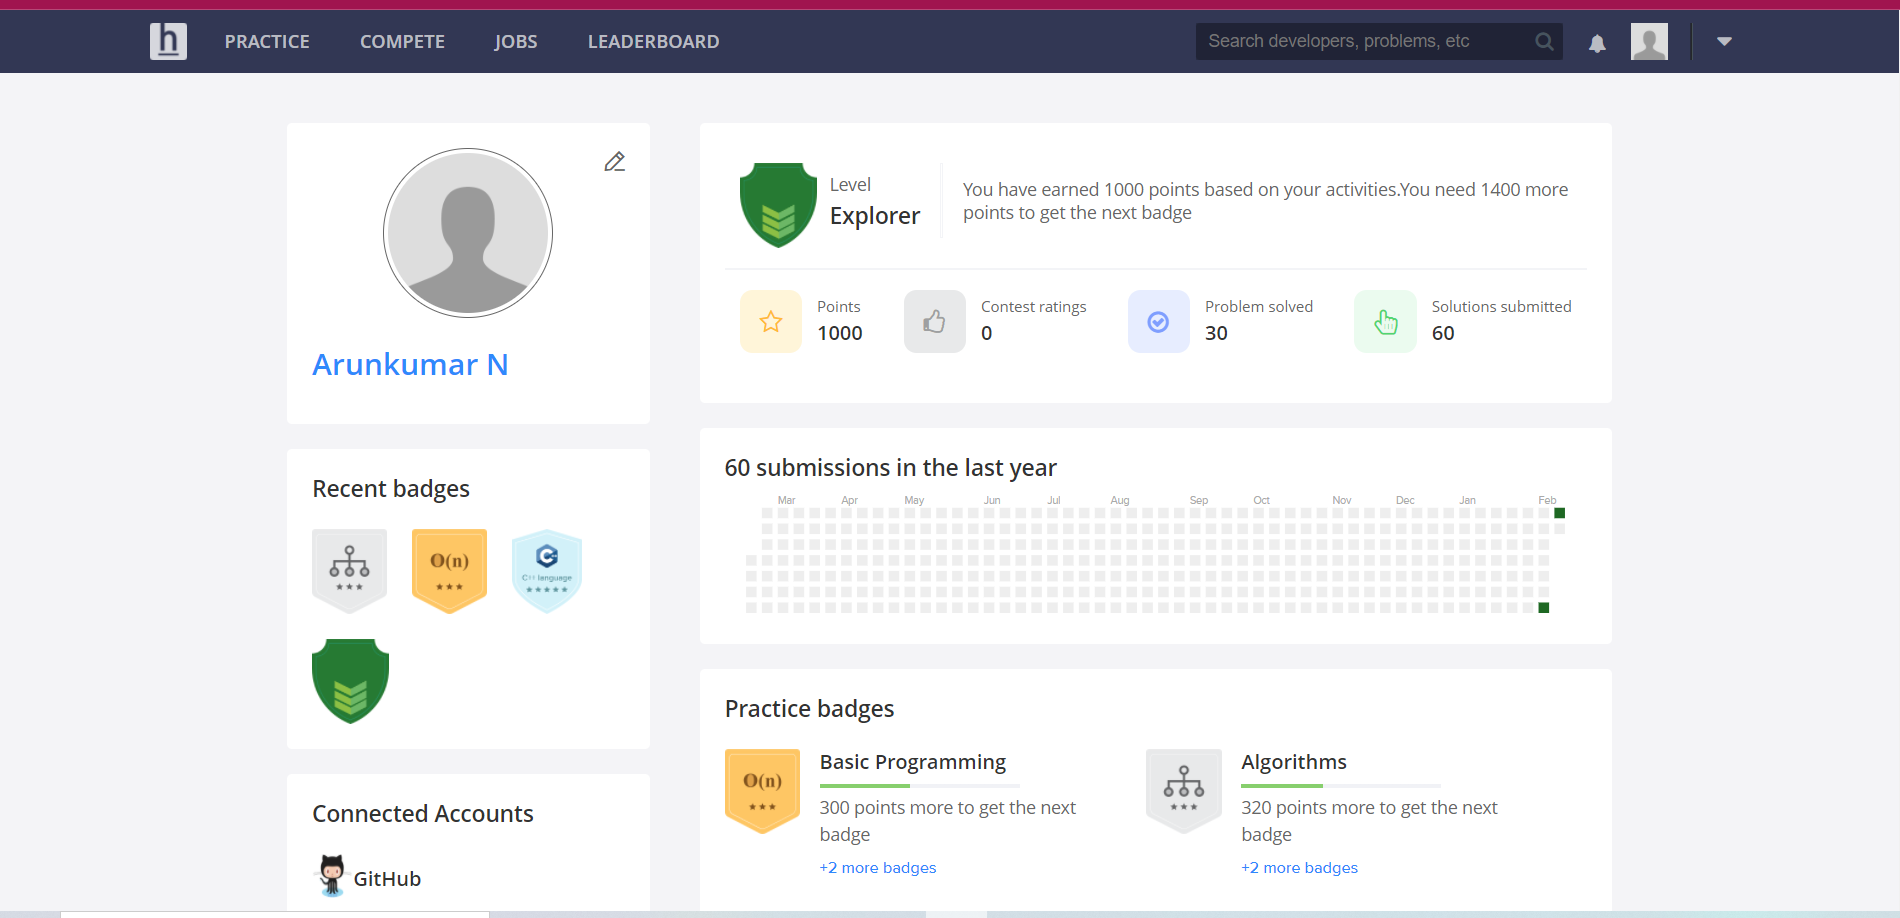 h PRACTICE COMPETE JOBS LEADERBOARD Search developers, problems, etc
Arunkumar N
Level
Explorer
You have earned 1000 points based on your activities.You need 1400 more
points to get the next badge
Points
1000
Contest ratings
0
Problem solved
30
Solutions submitted
60
Recent badges
O(n)
C++
C++ language
60 submissions in the last year
Mar Apr May Jun Jul Aug Sep Oct Nov Dec Jan Feb
Practice badges
O(n)
Basic Programming
300 points more to get the next
badge
+2 more badges
Algorithms
320 points more to get the next
badge
+2 more badges
Connected Accounts
GitHub